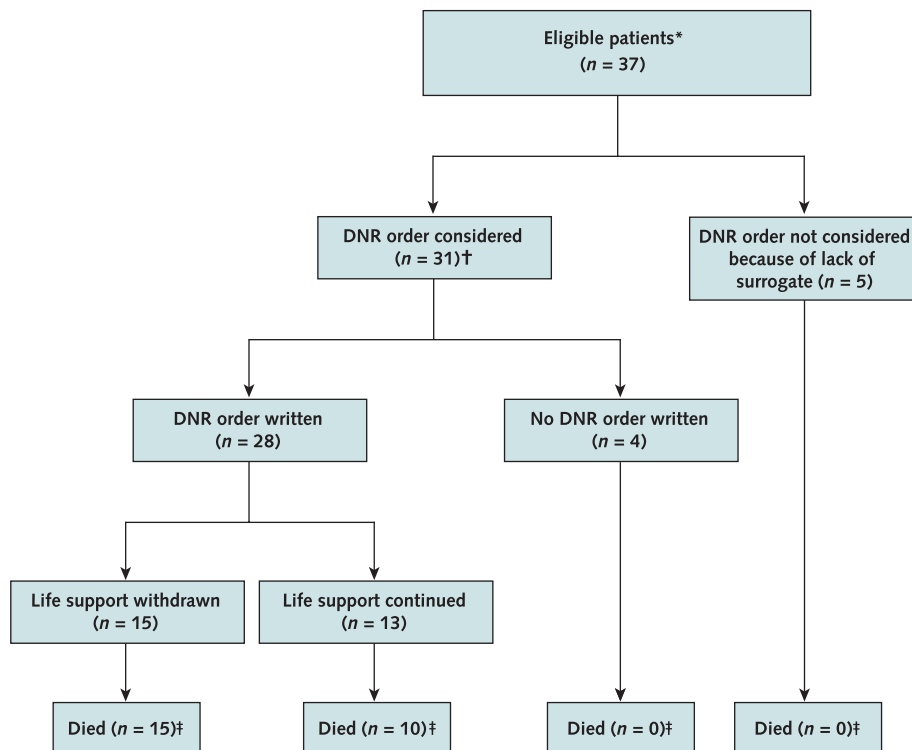 Eligible patients*
(n = 37)
DNR order considered
(n = 31)†
DNR order not considered
because of lack of
surrogate (n = 5)
DNR order written
(n = 28)
No DNR order written
(n = 4)
Life support withdrawn
(n = 15)
Life support continued
(n = 13)
Died (n = 15)‡
Died (n = 10)‡
Died (n = 0)‡
Died (n = 0)‡